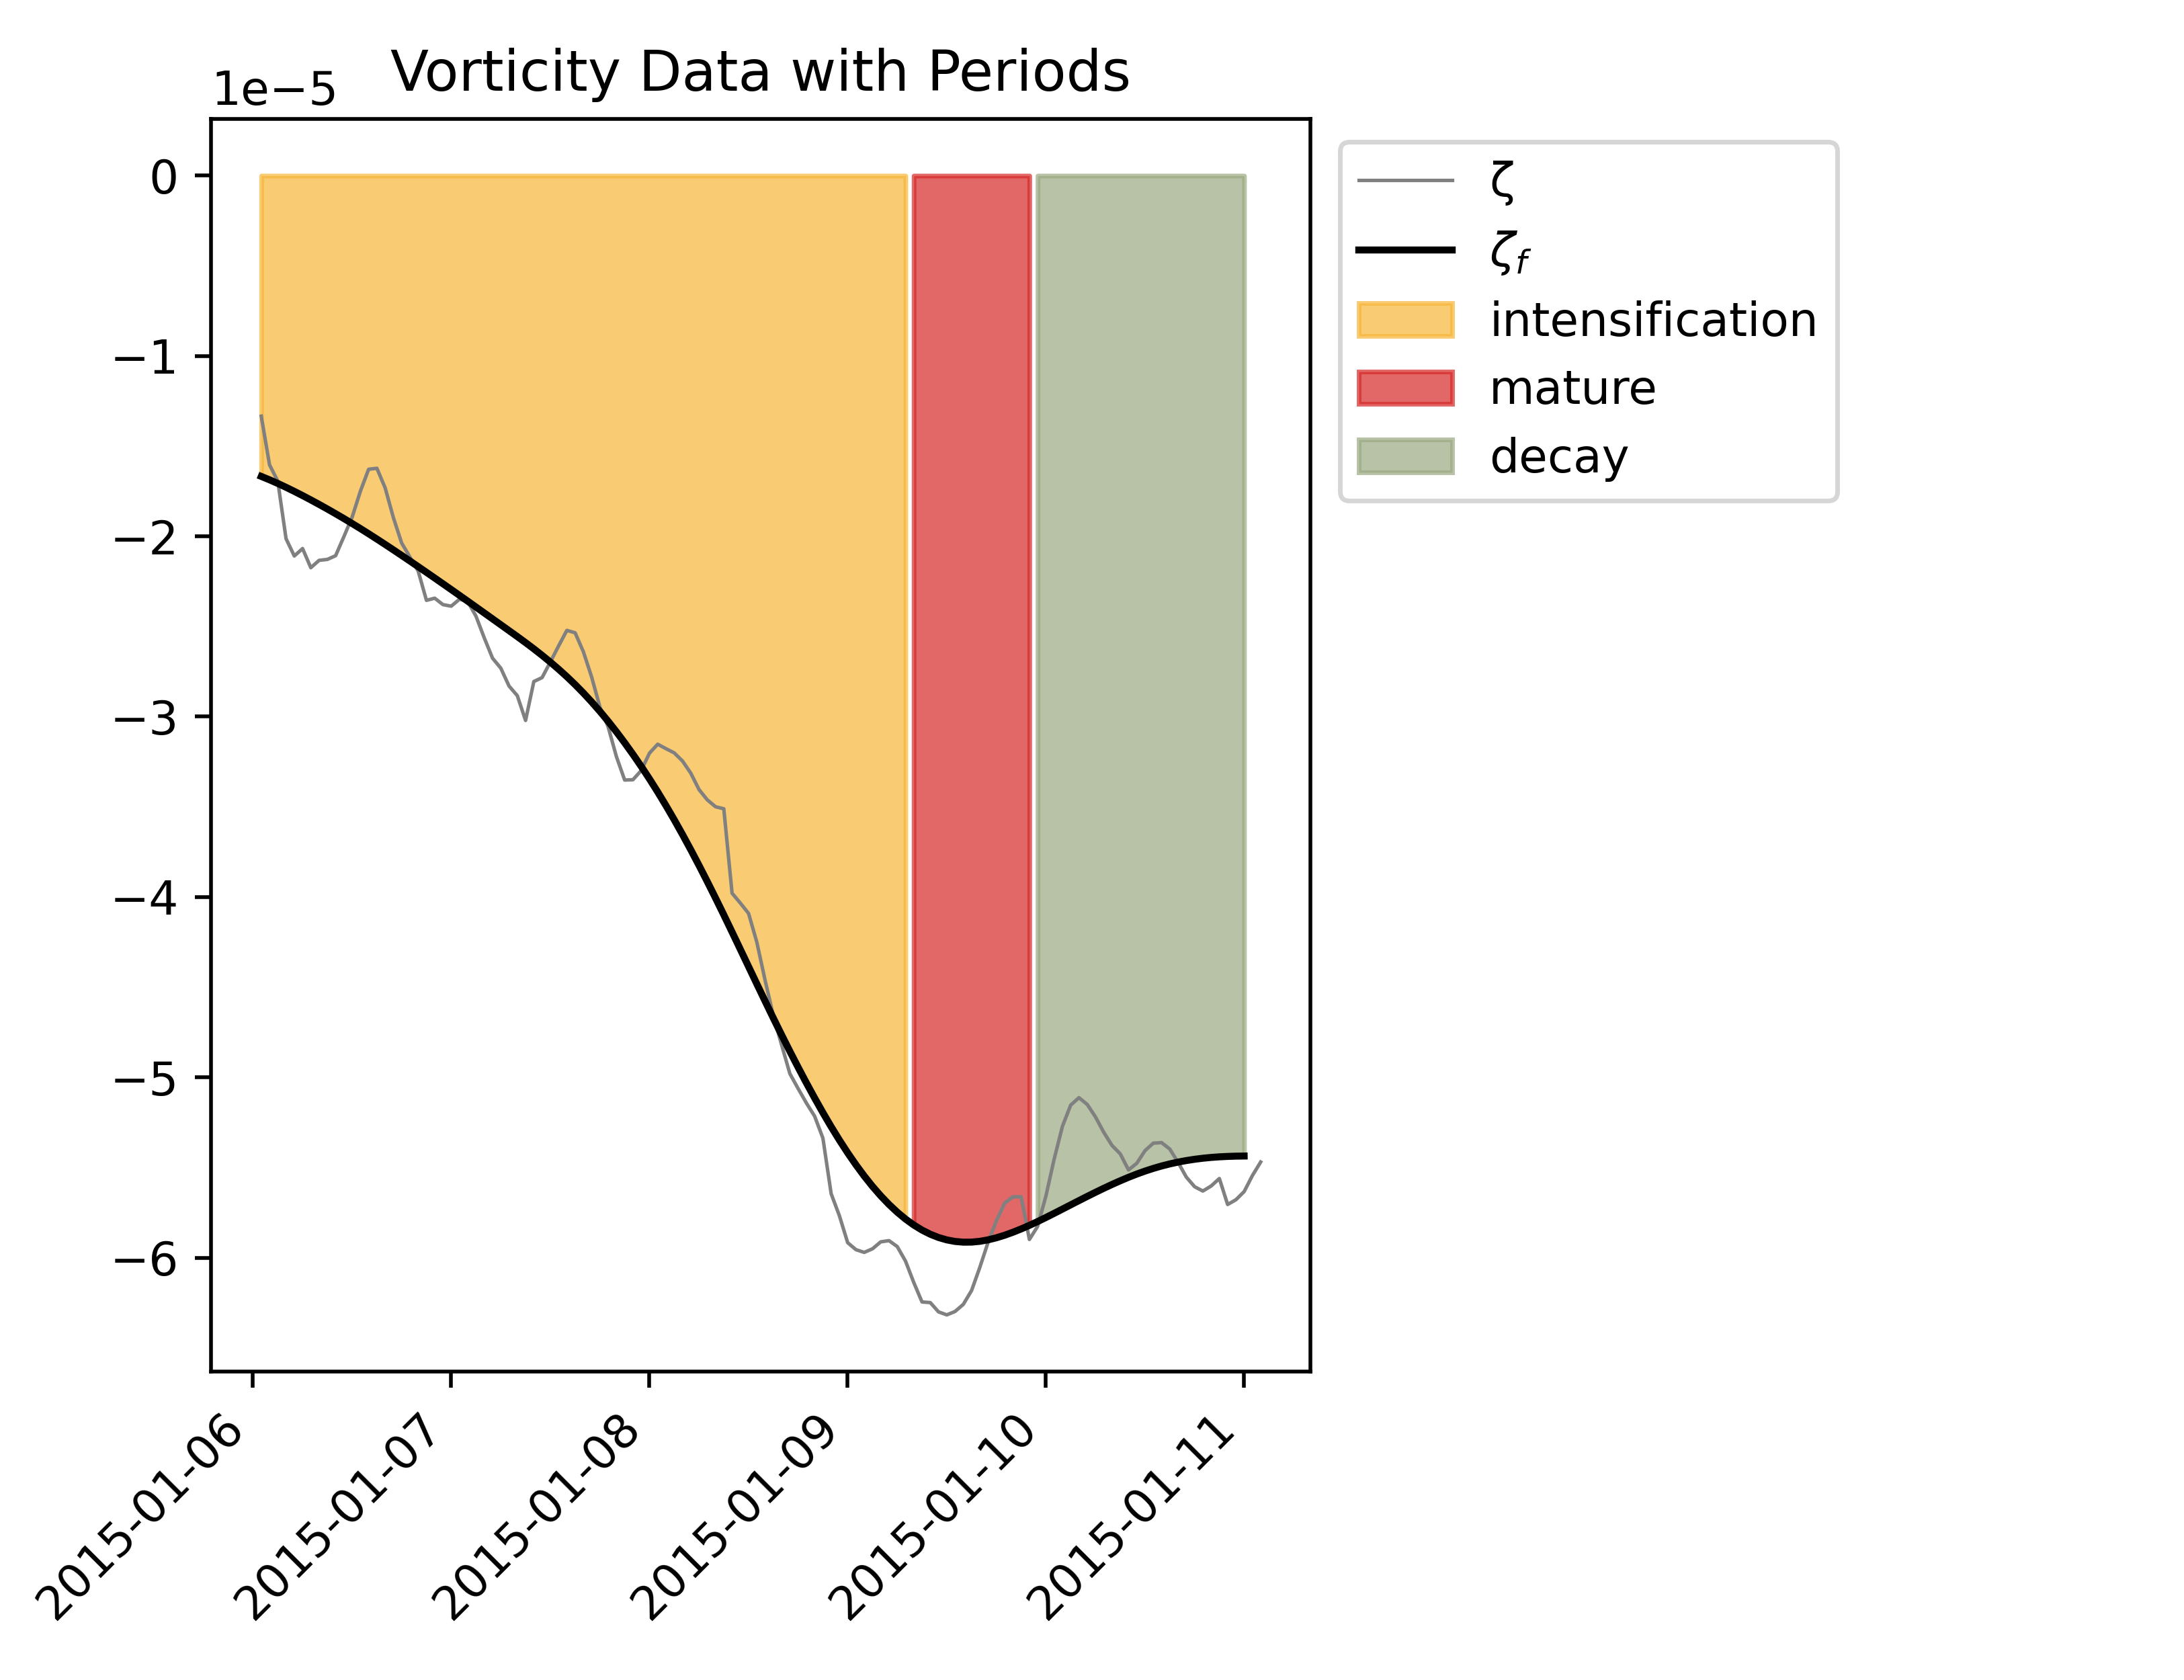 Vorticity Data with Periods
1e−5
0
−1
−2
−3
−4
−5
−6
2015-01-06
2015-01-07
2015-01-08
2015-01-09
2015-01-10
2015-01-11
ζ
ζf
intensification
mature
decay